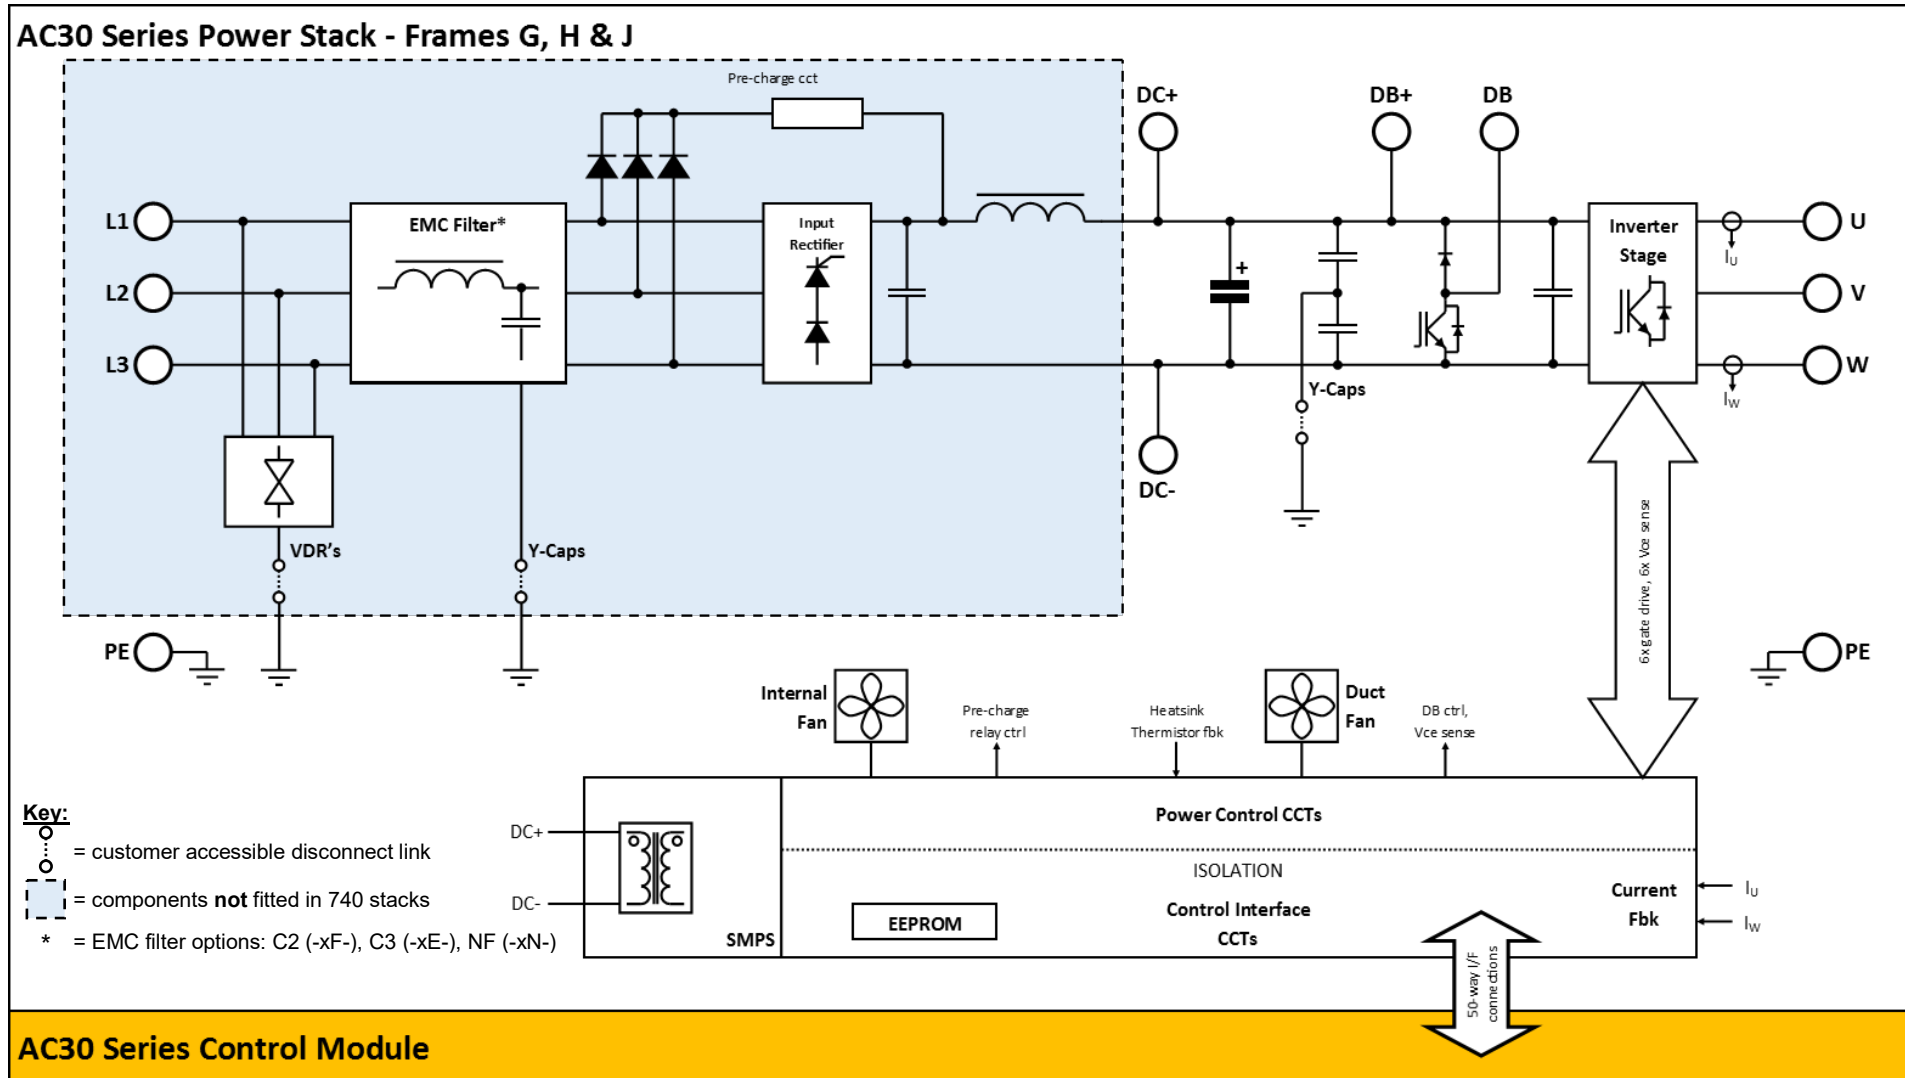 AC30 Series Power Stack - Frames G, H & J
Pre-charge cct
DC+
DB+
DB
L1
EMC Filter*
Input
Rectifier
Inverter
Stage
IU
U
L2
+
V
L3
Y-Caps
IW
W
DC-
VDR's
Y-Caps
6x gate drive, 6x Vce sense
PE
PE
Internal
Fan
Pre-charge
relay ctrl
Heatsink
Thermistor fbk
Duct
Fan
DB ctrl,
Vce sense
Key:
= customer accessible disconnect link
= components not fitted in 740 stacks
* = EMC filter options: C2 (-xF-), C3 (-xE-), NF (-xN-)
DC+
DC-
SMPS
Power Control CCTs
ISOLATION
EEPROM
Control Interface
CCTs
Current
Fbk
IU
IW
50-way I/F
connections
AC30 Series Control Module